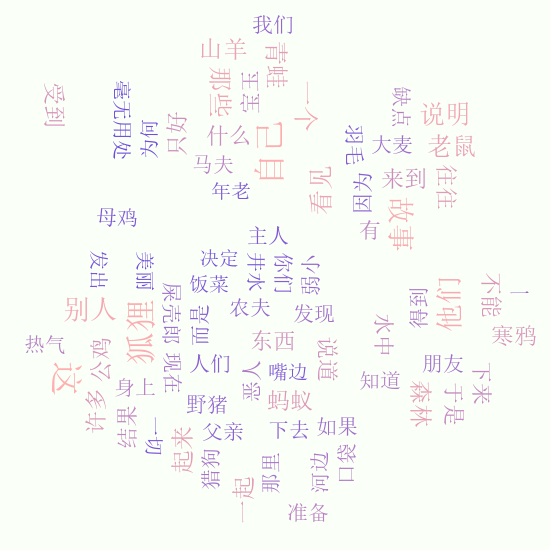 我们
山羊
青蛙
那些
宝玉
一个
受到
毫无用处
为何
只好
什么
自己
缺点
说明
羽毛
大麦
老鼠
马夫
看见
因为
来到
往往
年老
故事
有
母鸡
主人
发出
美丽
决定
井水
你们
弱小
饭菜
屎壳郎
而是
农夫
发现
跑到
他们
不能
一
别人
狐狸
热气
公鸡
东西
说道
水中
寒鸦
这
现在
人们
恶人
嘴边
朋友
许多
身上
知道
下来
野猪
蚂蚁
森林
于是
结果
一切
起来
父亲
下去
如果
猎狗
那里
河边
口袋
一起
准备